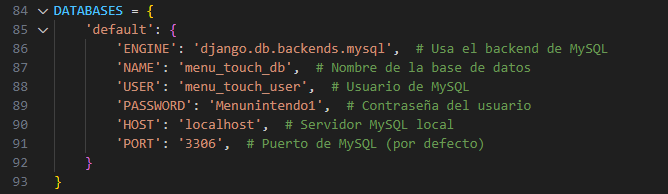 84 DATABASES = {
85 'default': {
86 'ENGINE': 'django.db.backends.mysql',  # Usa el backend de MySQL
87 'NAME': 'menu_touch_db',  # Nombre de la base de datos
88 'USER': 'menu_touch_user',  # Usuario de MySQL
89 'PASSWORD': 'Menunintendo1',  # Contraseña del usuario
90 'HOST': 'localhost',  # Servidor MySQL local
91 'PORT': '3306',  # Puerto de MySQL (por defecto)
92 }
93 }